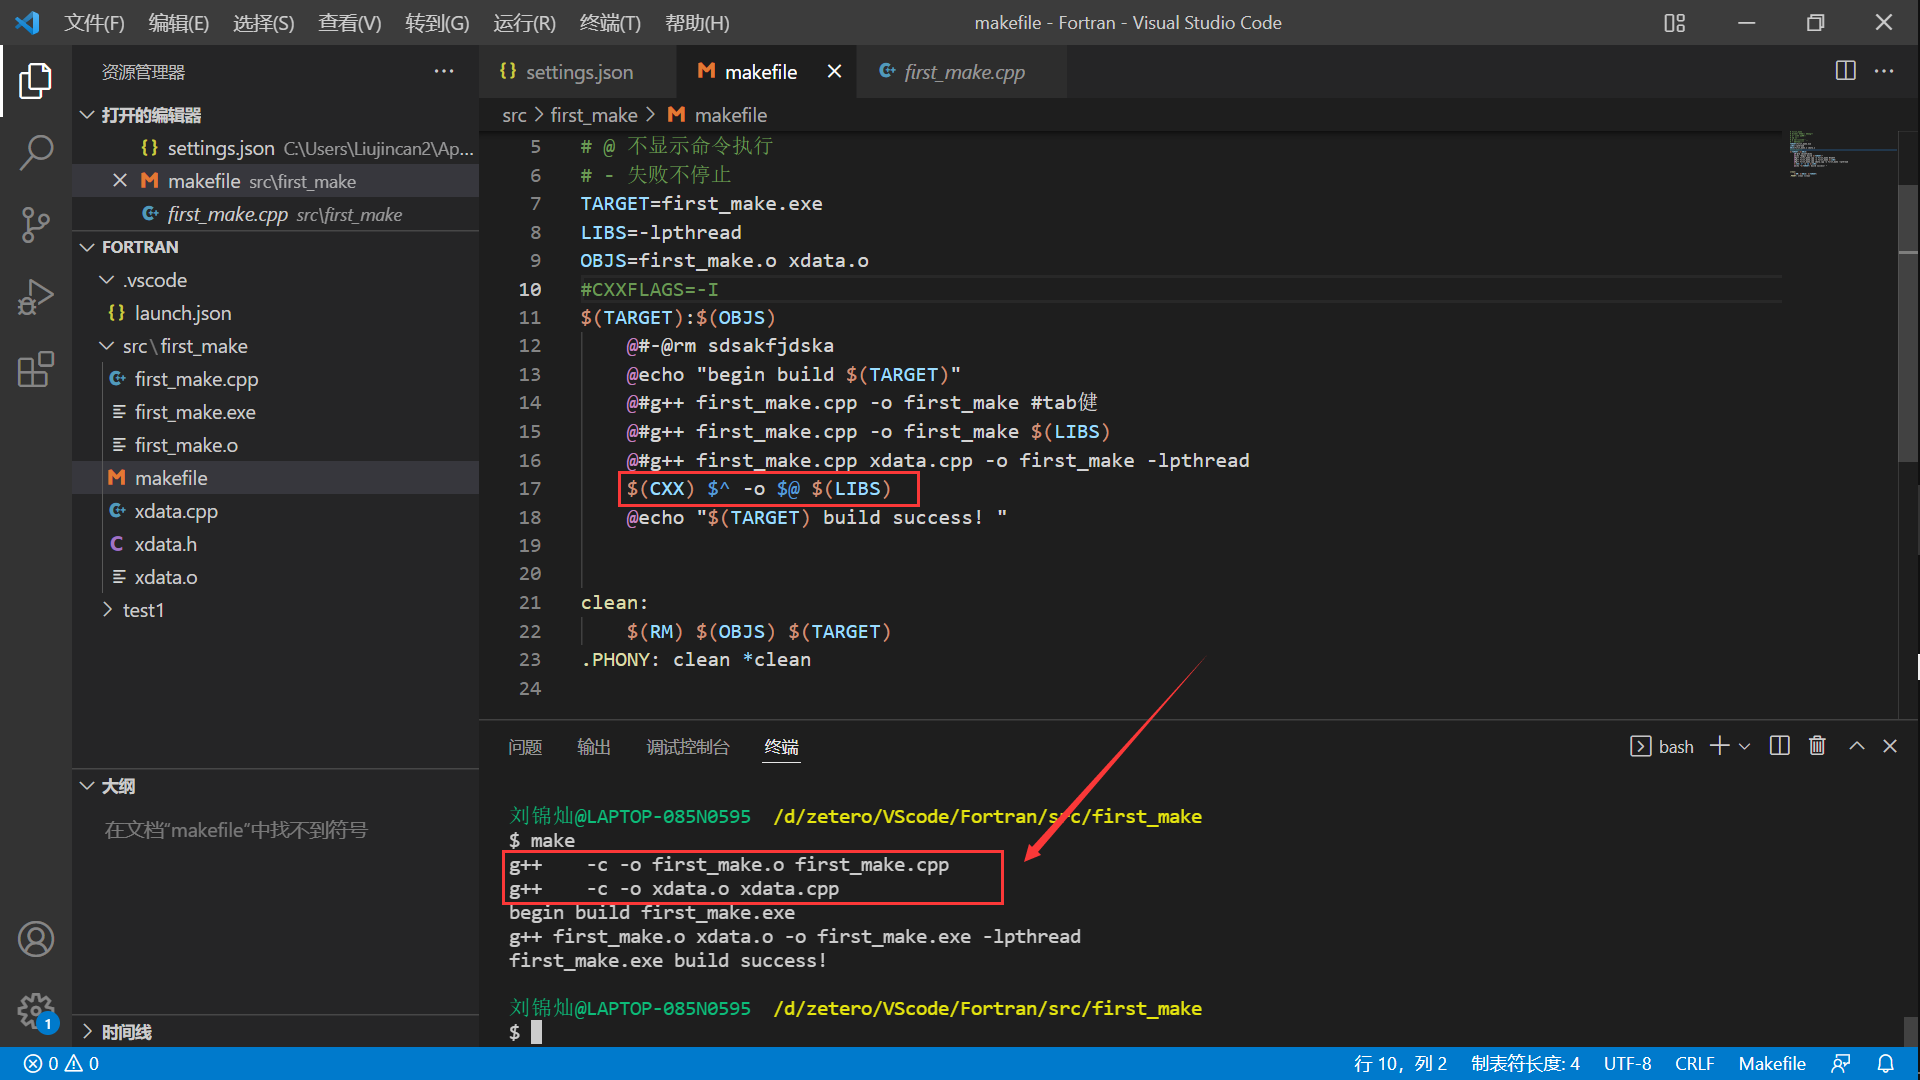 文件(F) 编辑(E) 选择(S) 查看(V) 转到(G) 运行(R) 终端(T) 帮助(H) makefile - Fortran - Visual Studio Code
资源管理器
打开的编辑器
settings.json C:\Users\Liujincan2\Ap...
makefile src\first_make
first_make.cpp src\first_make
FORTRAN
.vscode
launch.json
src\first_make
first_make.cpp
first_make.exe
first_make.o
makefile
xdata.cpp
xdata.h
xdata.o
test1
大纲
在文档“makefile”中找不到符号
时间线
settings.json makefile first_make.cpp
src > first_make > makefile
5 # @ 不显示命令执行
6 # - 失败不停止
7 TARGET=first_make.exe
8 LIBS=-lpthread
9 OBJS=first_make.o xdata.o
10 #CXXFLAGS=-I
11 $(TARGET):$(OBJS)
12 @#-@rm sdsakfjdska
13 @echo "begin build $(TARGET)"
14 @#g++ first_make.cpp -o first_make #tab健
15 @#g++ first_make.cpp -o first_make $(LIBS)
16 @#g++ first_make.cpp xdata.cpp -o first_make -lpthread
17 $(CXX) $^ -o $@ $(LIBS)
18 @echo "$(TARGET) build success! "
19
20
21 clean:
22 $(RM) $(OBJS) $(TARGET)
23 .PHONY: clean *clean
24
问题 输出 调试控制台 终端 bash
刘锦灿@LAPTOP-085N0595 /d/zetero/VScode/Fortran/src/first_make
$ make
g++ -c -o first_make.o first_make.cpp
g++ -c -o xdata.o xdata.cpp
begin build first_make.exe
g++ first_make.o xdata.o -o first_make.exe -lpthread
first_make.exe build success!
刘锦灿@LAPTOP-085N0595 /d/zetero/VScode/Fortran/src/first_make
$
1
0 0 行 10，列 2 制表符长度: 4 UTF-8 CRLF Makefile